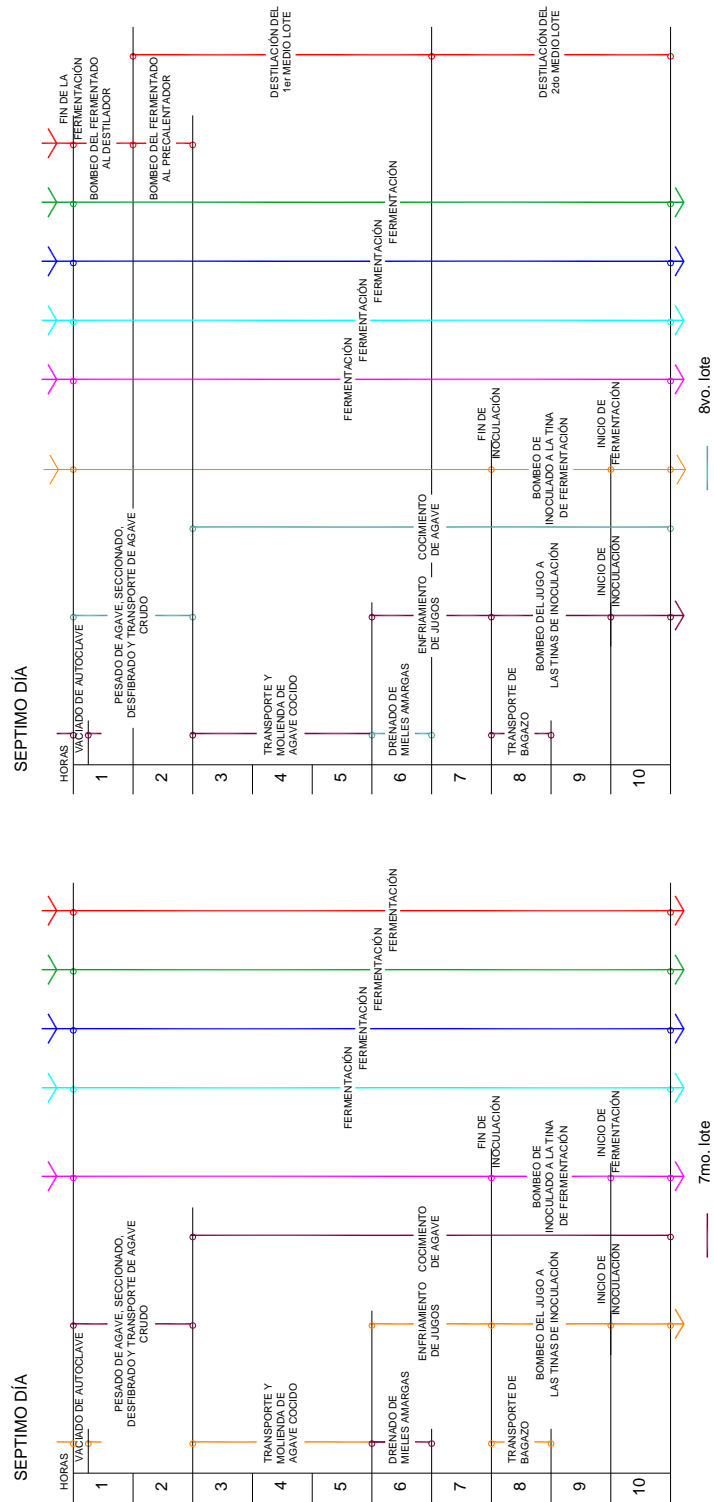 SEPTIMO DÍA
HORAS
1
2
3
4
5
6
7
8
9
10
VACIADO DE AUTOCLAVE
PESADO DE AGAVE, SECCIONADO,
DESFIBRADO Y TRANSPORTE DE AGAVE
CRUDO
TRANSPORTE Y
MOLIENDA DE
AGAVE COCIDO
DRENADO DE
MIELES AMARGAS
TRANSPORTE DE
BAGAZO
ENFRIAMIENTO
DE JUGOS
COCIMIENTO
DE AGAVE
BOMBEO DEL JUGO A
LAS TINAS DE INOCULACIÓN
INICIO DE
INOCULACIÓN
FIN DE
INOCULACIÓN
BOMBEO DE
INOCULADO A LA TINA
DE FERMENTACIÓN
INICIO DE
FERMENTACIÓN
FERMENTACIÓN
FERMENTACIÓN
FERMENTACIÓN
FERMENTACIÓN
7mo. lote
SEPTIMO DÍA
HORAS
1
2
3
4
5
6
7
8
9
10
VACIADO DE AUTOCLAVE
PESADO DE AGAVE, SECCIONADO,
DESFIBRADO Y TRANSPORTE DE AGAVE
CRUDO
TRANSPORTE Y
MOLIENDA DE
AGAVE COCIDO
DRENADO DE
MIELES AMARGAS
TRANSPORTE DE
BAGAZO
ENFRIAMIENTO
DE JUGOS
COCIMIENTO
DE AGAVE
BOMBEO DEL JUGO A
LAS TINAS DE INOCULACIÓN
INICIO DE
INOCULACIÓN
FIN DE
INOCULACIÓN
BOMBEO DE
INOCULADO A LA TINA
DE FERMENTACIÓN
INICIO DE
FERMENTACIÓN
FERMENTACIÓN
FERMENTACIÓN
FERMENTACIÓN
FERMENTACIÓN
FIN DE LA
FERMENTACIÓN
BOMBEO DEL FERMENTADO
AL DESTILADOR
BOMBEO DEL FERMENTADO
AL PRECALENTADOR
DESTILACIÓN DEL
1er MEDIO LOTE
DESTILACIÓN DEL
2do MEDIO LOTE
8vo. lote